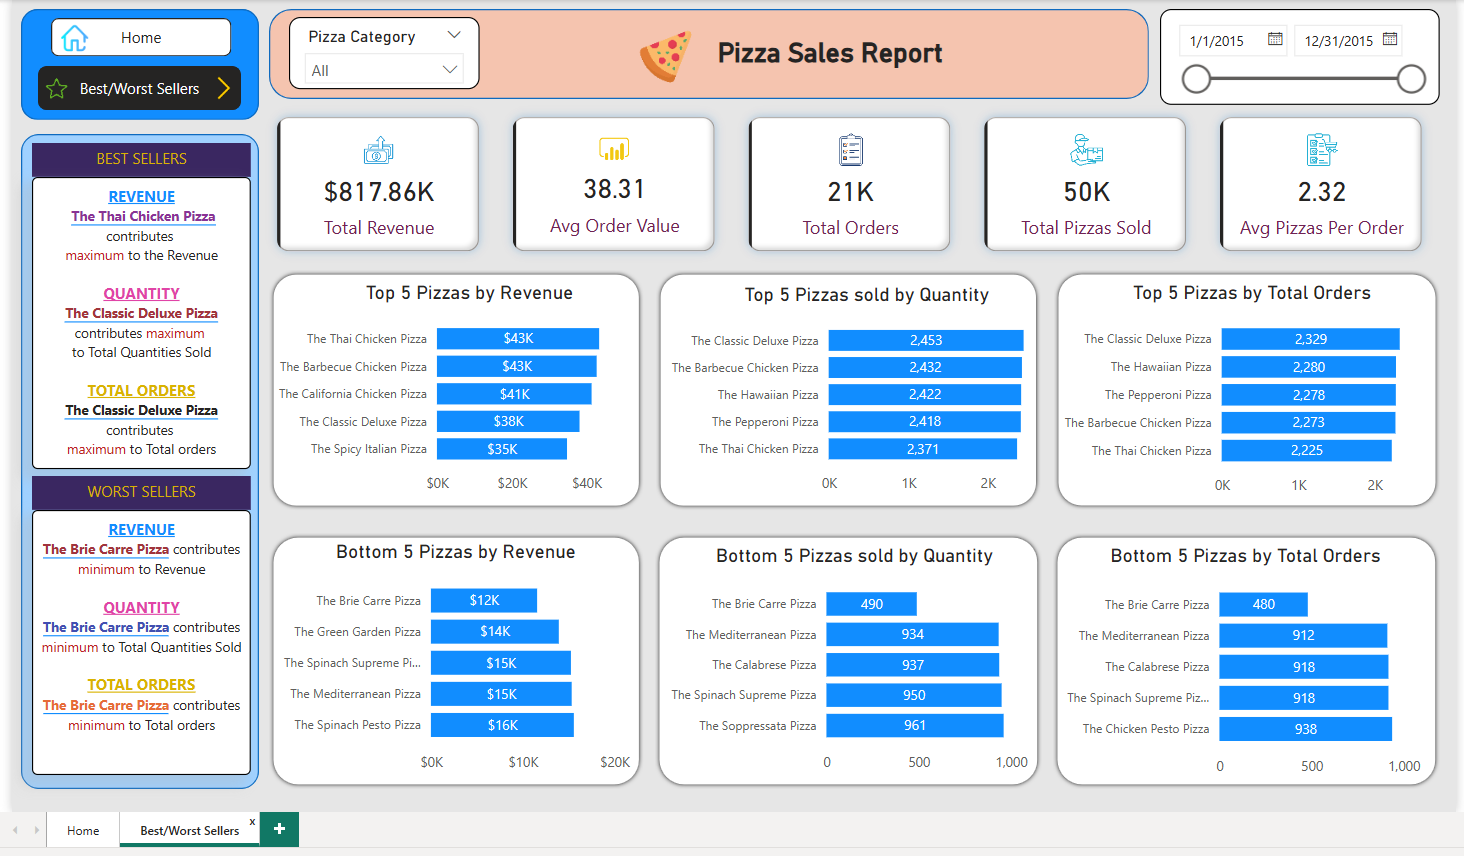 Home
Best/Worst Sellers
Pizza Category
All
Pizza Sales Report
1/1/2015
12/31/2015
BEST SELLERS
REVENUE
The Thai Chicken Pizza
contributes
maximum to the Revenue
QUANTITY
The Classic Deluxe Pizza
contributes maximum
to Total Quantities Sold
TOTAL ORDERS
The Classic Deluxe Pizza
contributes
maximum to Total orders
WORST SELLERS
REVENUE
The Brie Carre Pizza contributes
minimum to Revenue
QUANTITY
The Brie Carre Pizza contributes
minimum to Total Quantities Sold
TOTAL ORDERS
The Brie Carre Pizza contributes
minimum to Total orders
$817.86K
Total Revenue
38.31
Avg Order Value
21K
Total Orders
50K
Total Pizzas Sold
2.32
Avg Pizzas Per Order
Top 5 Pizzas by Revenue
The Thai Chicken Pizza $43K
The Barbecue Chicken Pizza $43K
The California Chicken Pizza $41K
The Classic Deluxe Pizza $38K
The Spicy Italian Pizza $35K
$0K $20K $40K
Top 5 Pizzas sold by Quantity
The Classic Deluxe Pizza 2,453
The Barbecue Chicken Pizza 2,432
The Hawaiian Pizza 2,422
The Pepperoni Pizza 2,418
The Thai Chicken Pizza 2,371
0K 1K 2K
Top 5 Pizzas by Total Orders
The Classic Deluxe Pizza 2,329
The Hawaiian Pizza 2,280
The Pepperoni Pizza 2,278
The Barbecue Chicken Pizza 2,273
The Thai Chicken Pizza 2,225
0K 1K 2K
Bottom 5 Pizzas by Revenue
The Brie Carre Pizza $12K
The Green Garden Pizza $14K
The Spinach Supreme Pi... $15K
The Mediterranean Pizza $15K
The Spinach Pesto Pizza $16K
$0K $10K $20K
Bottom 5 Pizzas sold by Quantity
The Brie Carre Pizza 490
The Mediterranean Pizza 934
The Calabrese Pizza 937
The Spinach Supreme Pizza 950
The Soppressata Pizza 961
0 500 1,000
Bottom 5 Pizzas by Total Orders
The Brie Carre Pizza 480
The Mediterranean Pizza 912
The Calabrese Pizza 918
The Spinach Supreme Piz... 918
The Chicken Pesto Pizza 938
0 500 1,000
Home
Best/Worst Sellers x
+